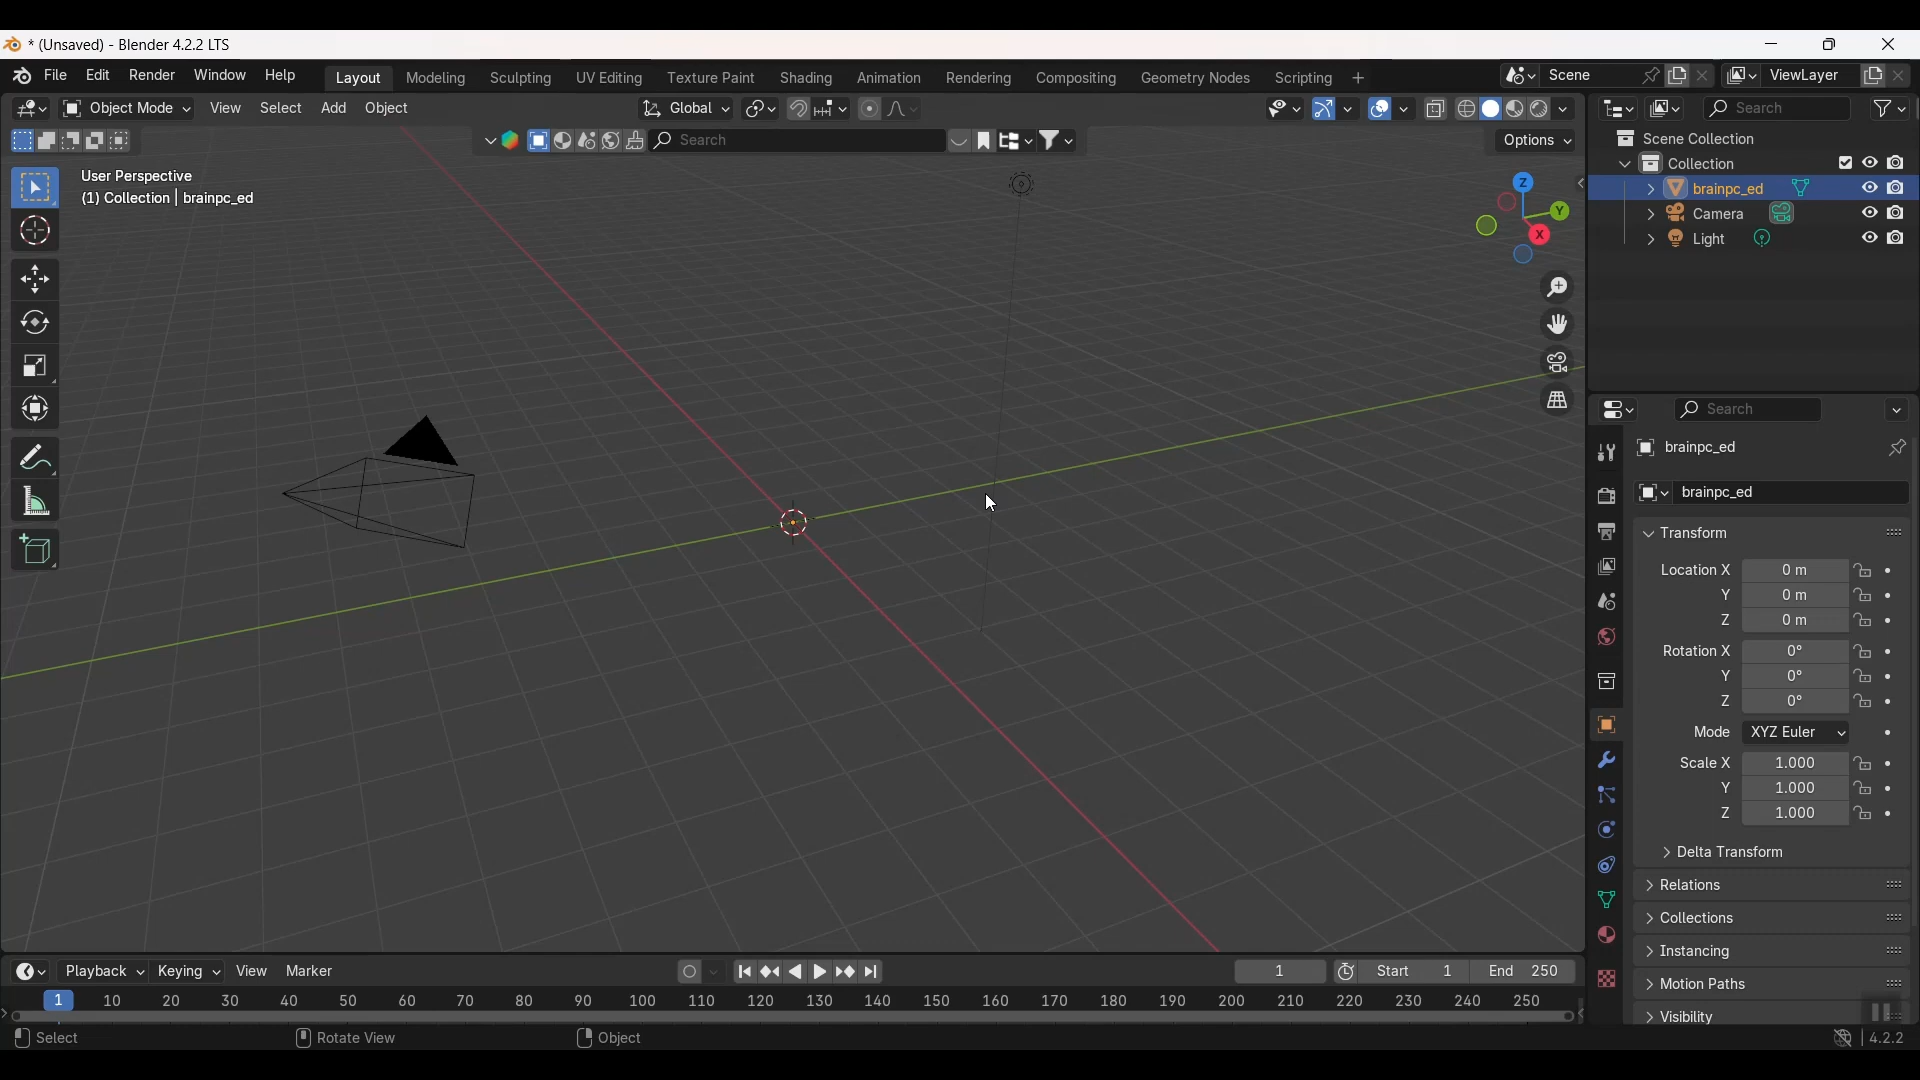 * (Unsaved) - Blender 4.2.2 LTS
File Edit Render Window Help Layout Modeling Sculpting UV Editing Texture Paint Shading Animation Rendering Compositing Geometry Nodes Scripting + Scene ViewLayer
Object Mode View Select Add Object Global Search
Search Options
Scene Collection
Collection
brainpc_ed
Camera
Light
User Perspective
(1) Collection | brainpc_ed
Z
Y
X
Search
brainpc_ed
brainpc_ed
Transform
Location X 0 m
Y 0 m
Z 0 m
Rotation X 0°
Y 0°
Z 0°
Mode XYZ Euler
Scale X 1.000
Y 1.000
Z 1.000
Delta Transform
Relations
Collections
Instancing
Motion Paths
Visibility
Playback Keying View Marker 1 Start 1 End 250
1 10 20 30 40 50 60 70 80 90 100 110 120 130 140 150 160 170 180 190 200 210 220 230 240 250
Select Rotate View Object 4.2.2